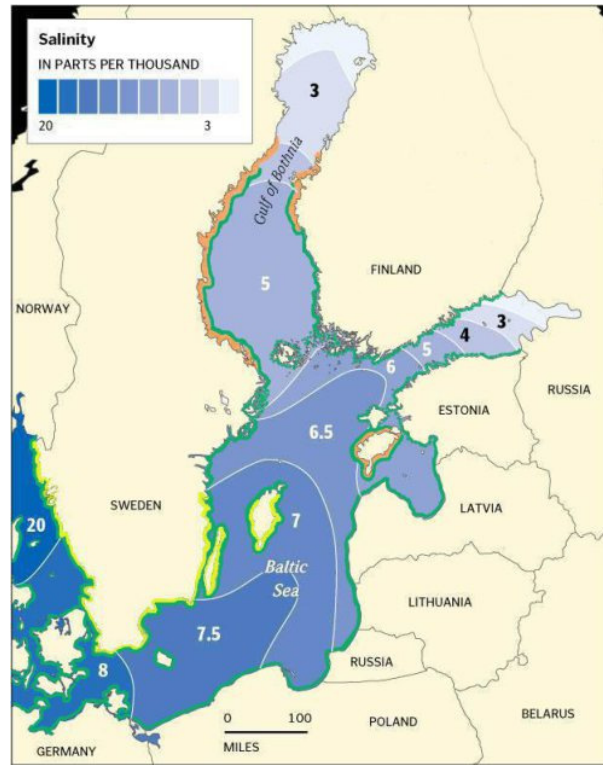 Salinity
IN PARTS PER THOUSAND
20 3
3
Gulf of Bothnia
5
FINLAND
NORWAY
3
4
5
6
RUSSIA
ESTONIA
6.5
SWEDEN
20
7
LATVIA
Baltic
Sea
LITHUANIA
7.5
8
RUSSIA
0 100
MILES
POLAND
BELARUS
GERMANY